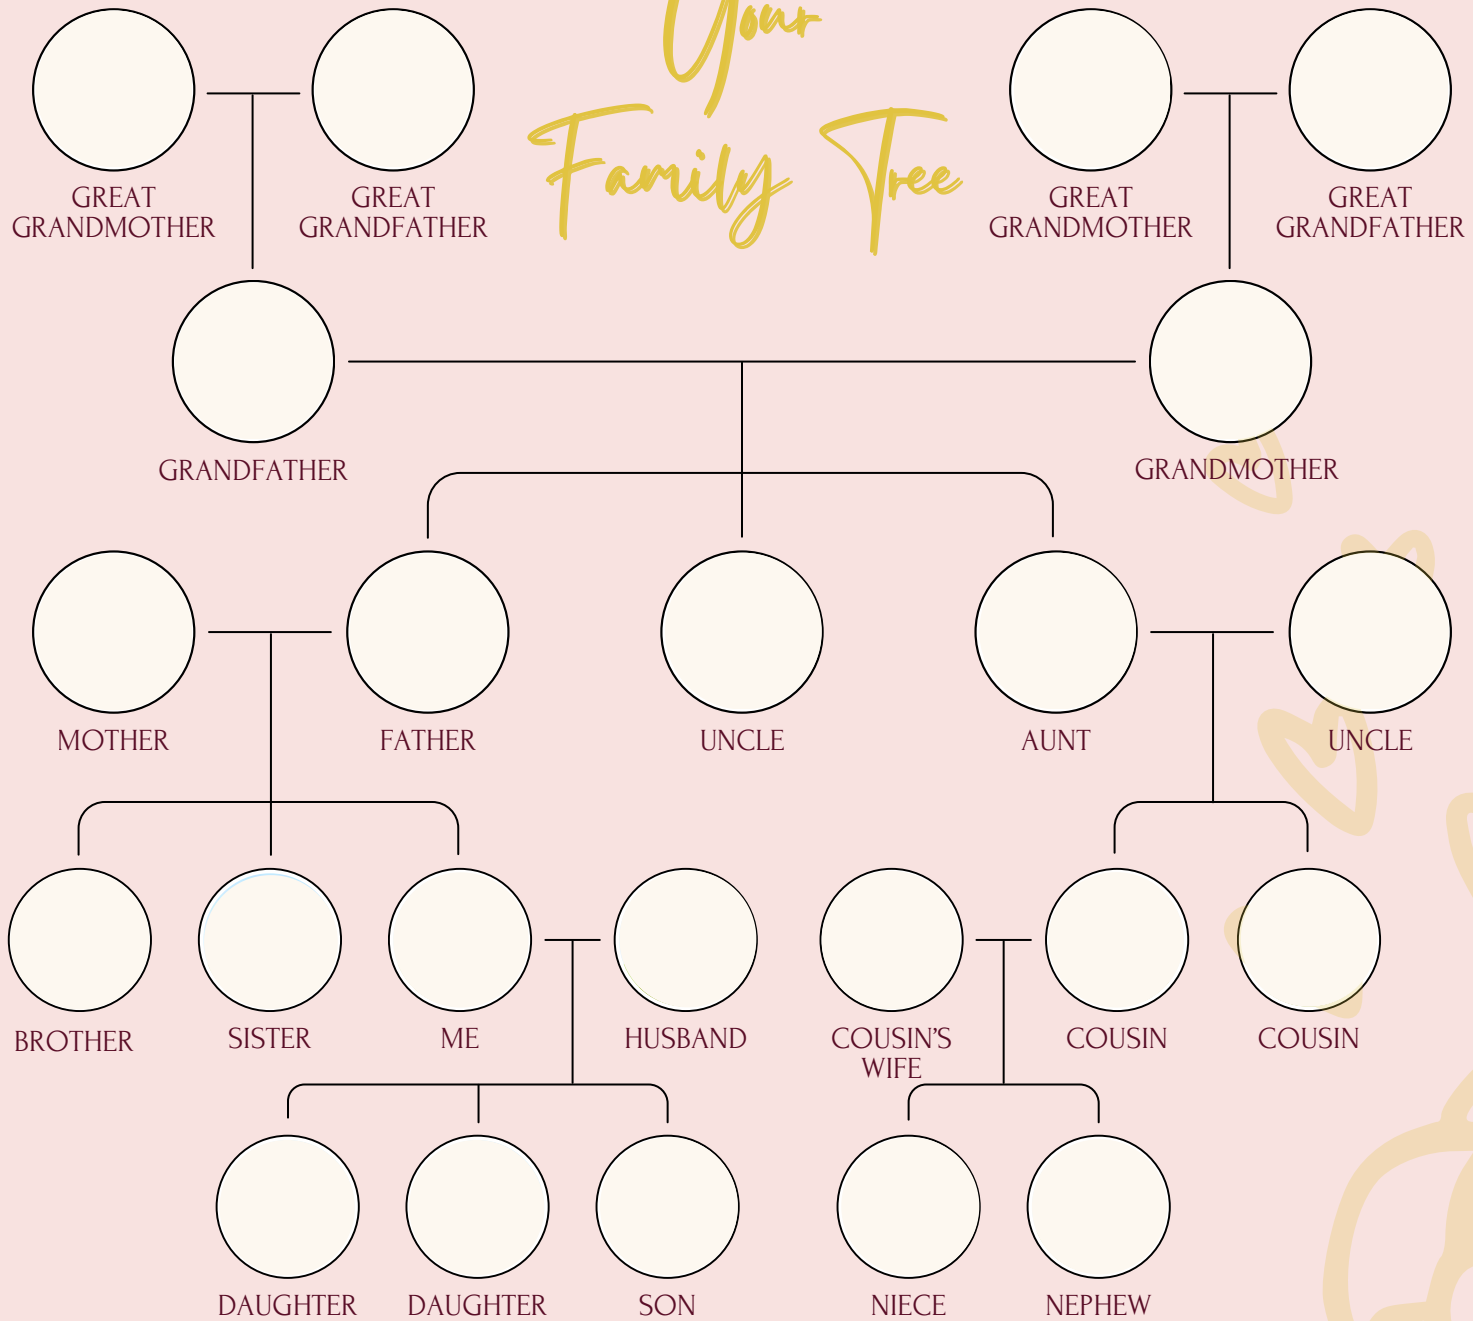 Your
Family Tree
GREAT
GRANDMOTHER
GREAT
GRANDFATHER
GREAT
GRANDMOTHER
GREAT
GRANDFATHER
GRANDFATHER
GRANDMOTHER
MOTHER
FATHER
UNCLE
AUNT
UNCLE
BROTHER
SISTER
ME
HUSBAND
COUSIN'S
WIFE
COUSIN
COUSIN
DAUGHTER
DAUGHTER
SON
NIECE
NEPHEW